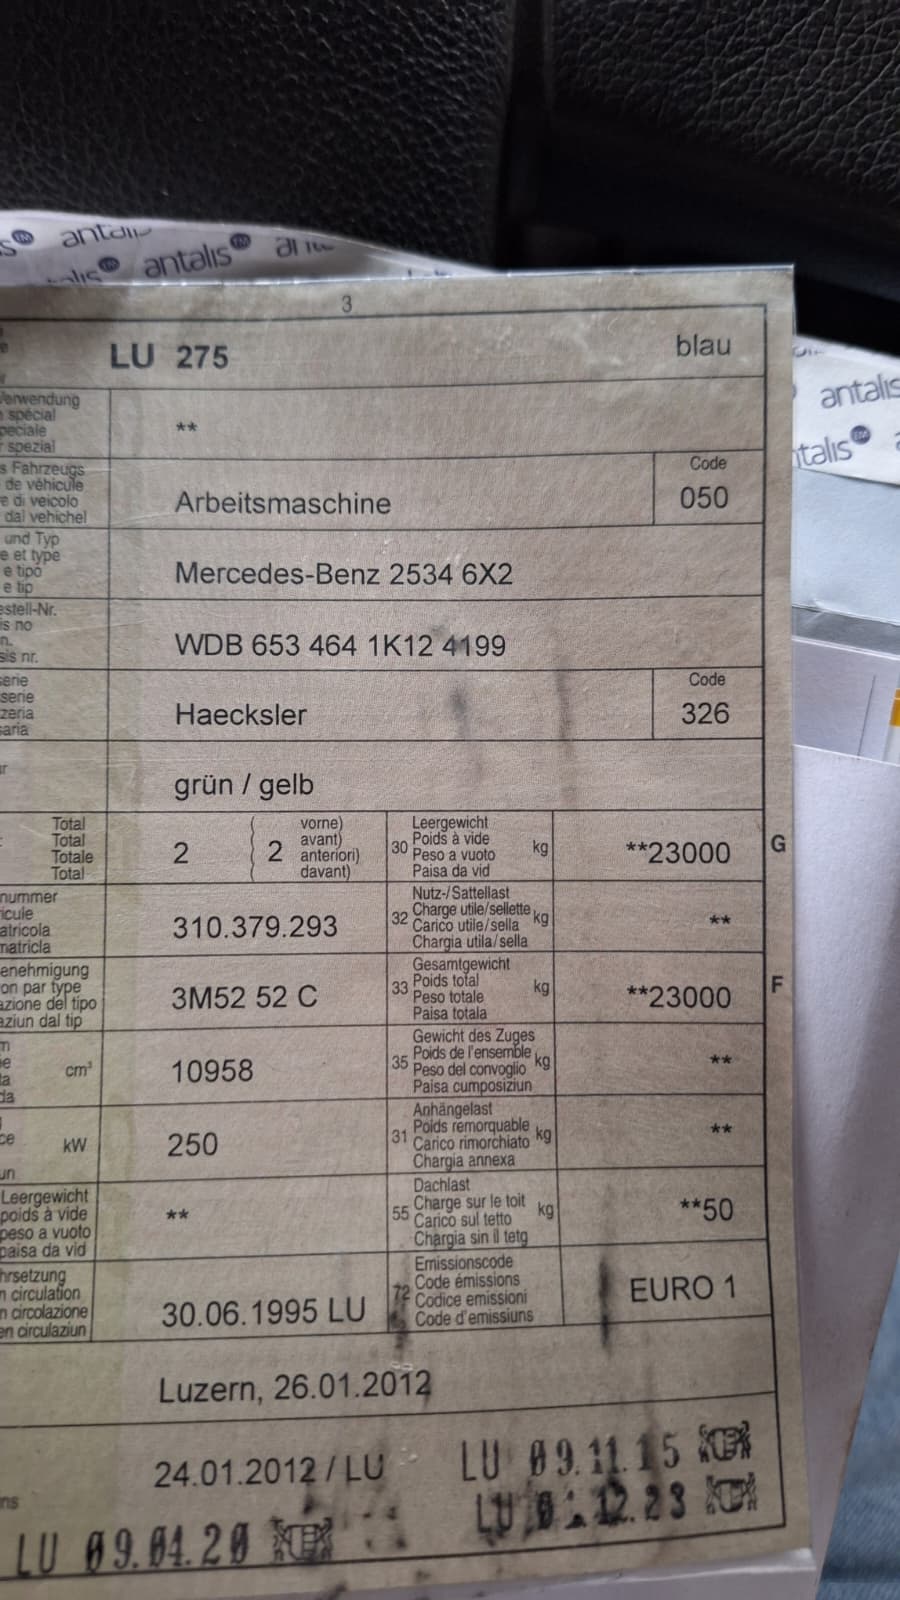 antalis
antalis
antalis
antalis
3
LU 275 blau
Verwendung
spécial
speciale
spezial
**
Fahrzeugs
de véhicule
di veicolo
dal vehichel
Arbeitsmaschine
Code
050
und Typ
et type
e tipo
e tip
Mercedes-Benz 2534 6X2
WDB 653 464 1K12 4199
Haecksler
Code
326
grün / gelb
Total
Total
Totale
Total
2
2
vorne)
avant)
anteriori)
davant)
30
Leergewicht
Poids à vide
Peso a vuoto
Paisa da vid
kg
**23000
G
310.379.293
32
Nutz-/Sattellast
Charge utile/sellette
Carico utile/sella
Chargia utila/sella
kg
**
3M52 52 C
33
Gesamtgewicht
Poids total
Peso totale
Paisa totala
kg
**23000
F
cm³
10958
35
Gewicht des Zuges
Poids de l'ensemble
Peso del convoglio
Paisa cumposiziun
kg
**
kW
250
31
Anhängelast
Poids remorquable
Carico rimorchiato
Chargia annexa
kg
**
Leergewicht
poids à vide
peso a vuoto
paisa da vid
**
55
Dachlast
Charge sur le toit
Carico sul tetto
Chargia sin il tetg
kg
**50
n circulation
n circolazione
en circulaziun
30.06.1995 LU
72
Emissionscode
Code émissions
Codice emissioni
Code d'emissiuns
EURO 1
Luzern, 26.01.2012
24.01.2012 / LU
LU 09.11.15
LU 12.23
LU 09.04.20